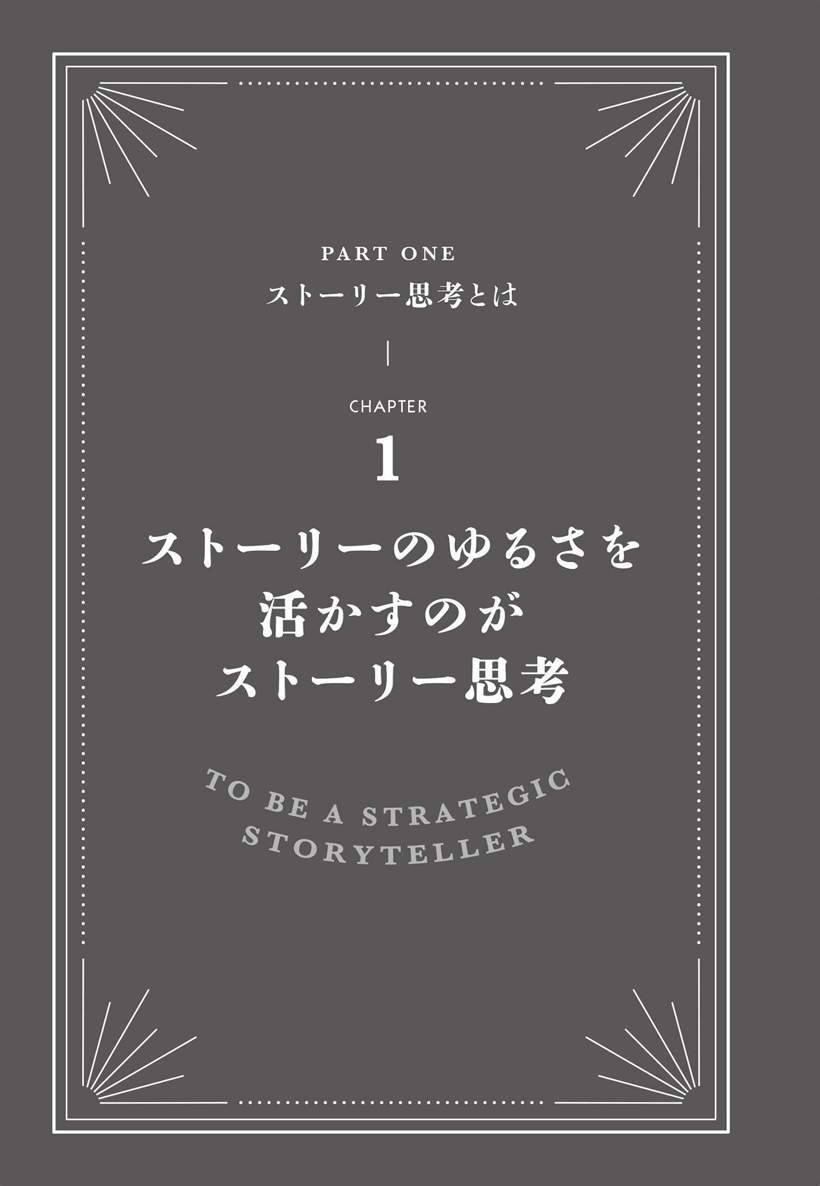 PART ONE
ストーリー思考とは
CHAPTER
1
ストーリーのゆるさを
活かすのが
ストーリー思考
TO BE A STRATEGIC
STORYTELLER